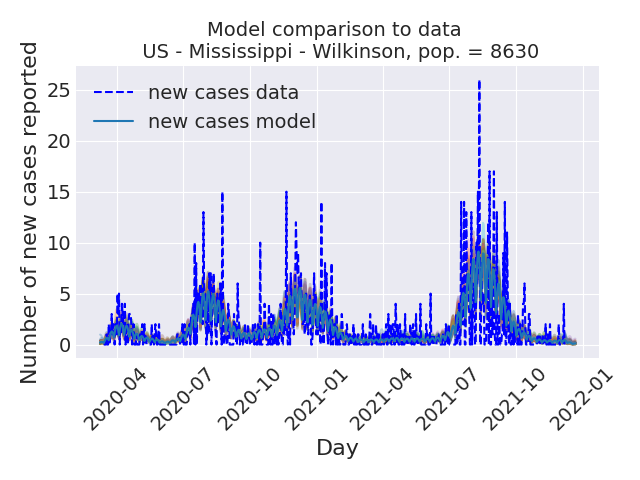 Model comparison to data
US - Mississippi - Wilkinson, pop. = 8630
Number of new cases reported
25
20
15
10
5
0
new cases data
new cases model
2020-04
2020-07
2020-10
2021-01
2021-04
2021-07
2021-10
2022-01
Day